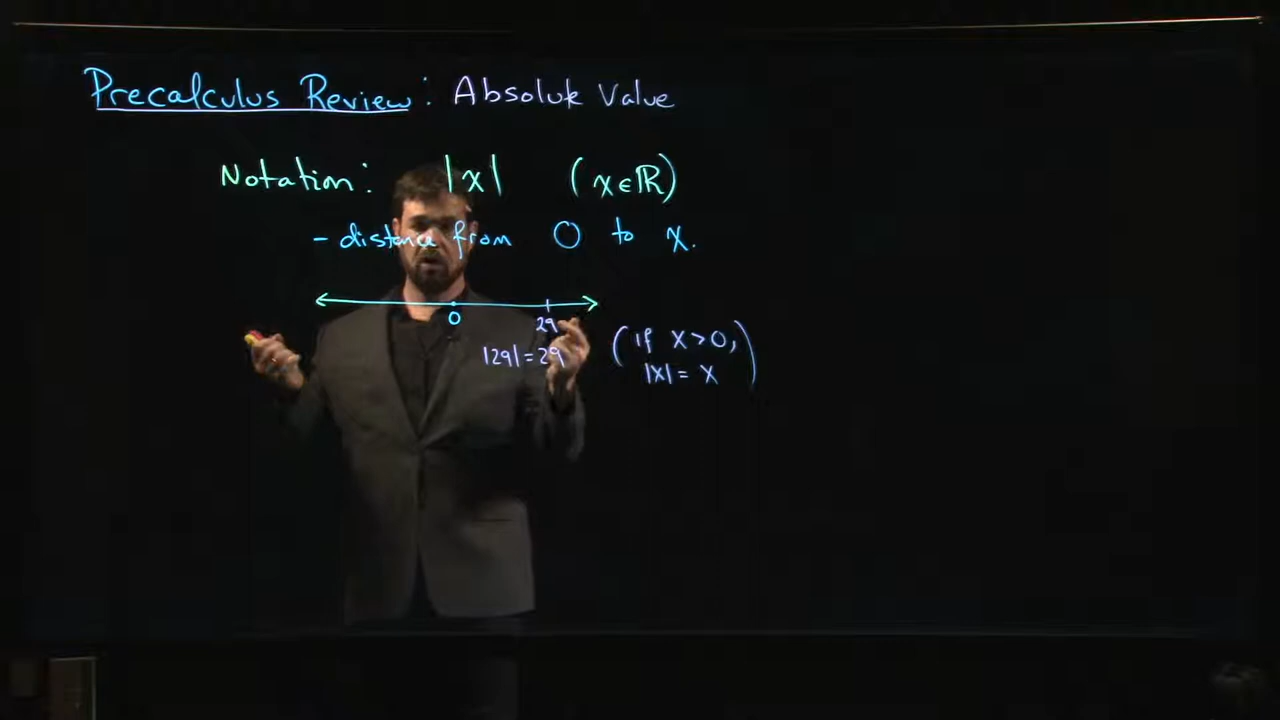 Precalculus Review: Absolute Value
Notation: |x| (x∈ℝ)
- distance from 0 to x.
0 29
|29| = 29
(if x>0,
|x| = x)